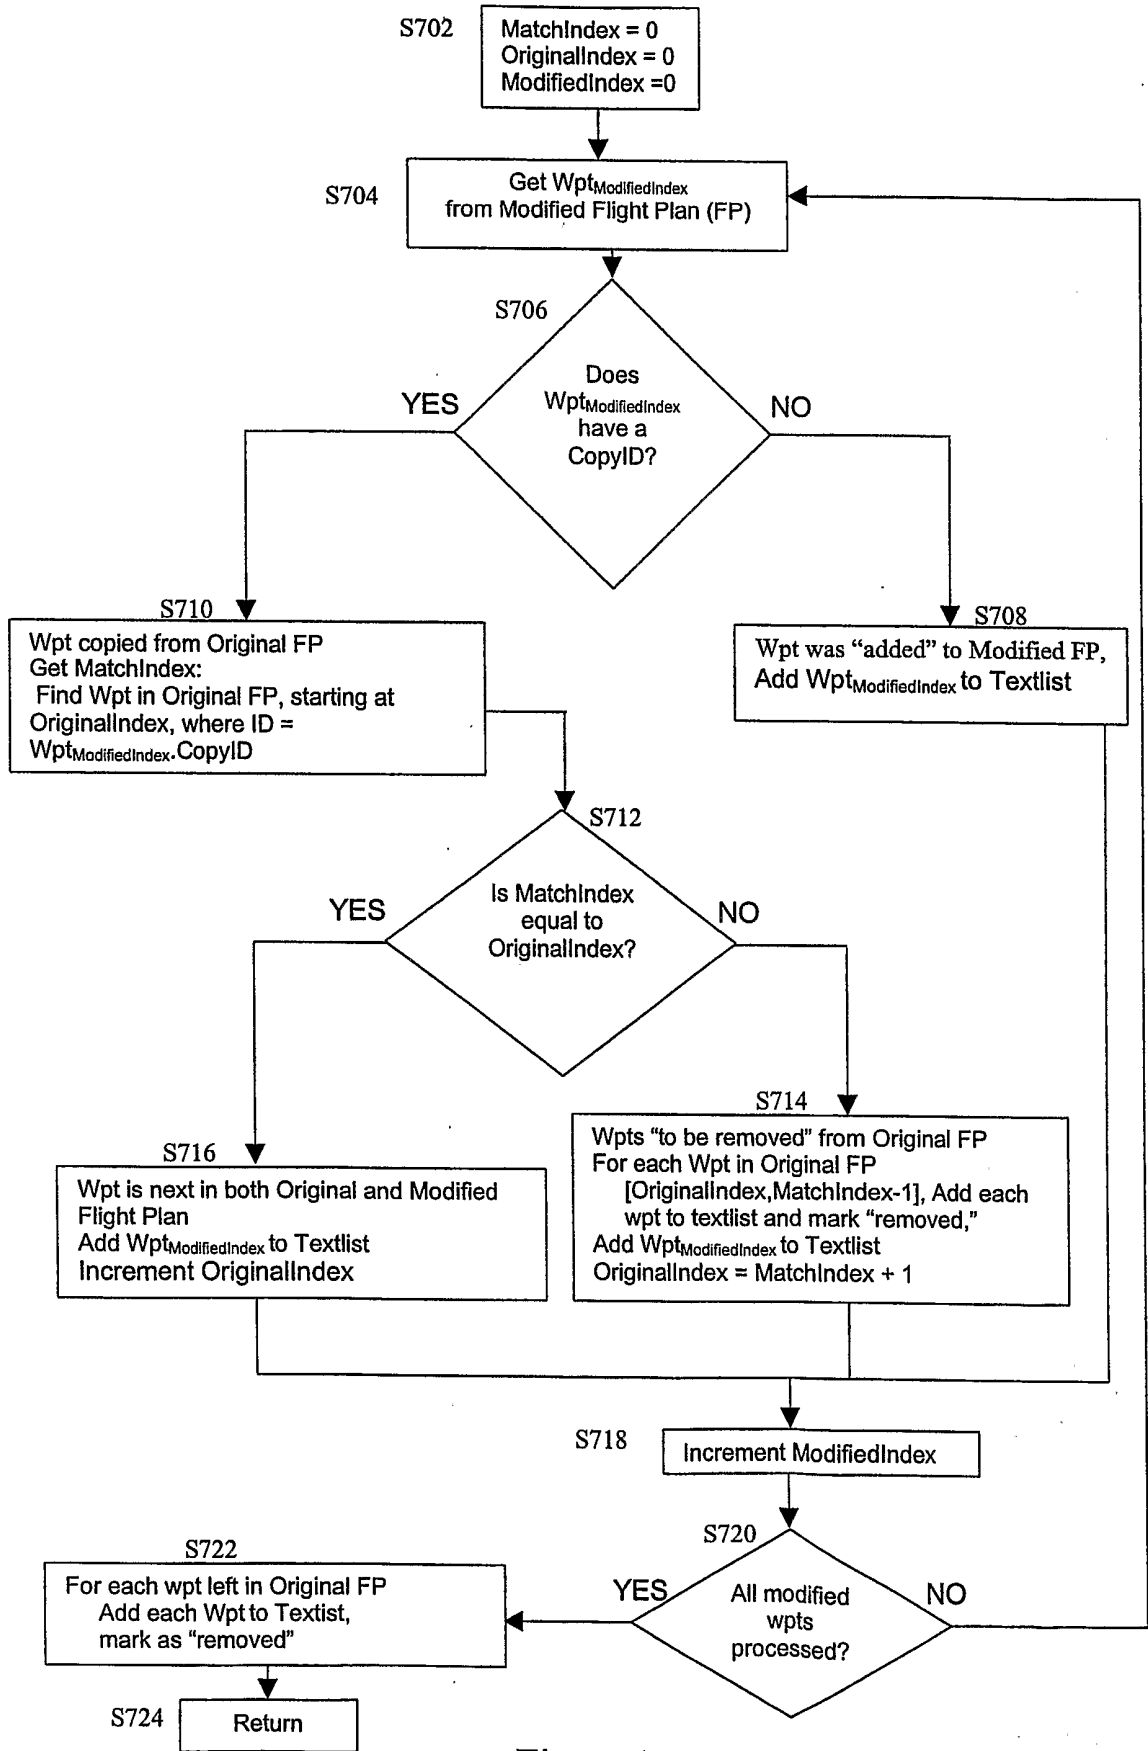 S702
MatchIndex = 0
OriginalIndex = 0
ModifiedIndex =0
S704
Get WptModifiedIndex
from Modified Flight Plan (FP)
S706
Does
WptModifiedIndex
have a
CopyID?
YES
NO
S710
Wpt copied from Original FP
Get MatchIndex:
Find Wpt in Original FP, starting at
OriginalIndex, where ID =
WptModifiedIndex.CopyID
S708
Wpt was “added” to Modified FP,
Add WptModifiedIndex to Textlist
S712
Is MatchIndex
equal to
OriginalIndex?
YES
NO
S716
Wpt is next in both Original and Modified
Flight Plan
Add WptModifiedIndex to Textlist
Increment OriginalIndex
S714
Wpts “to be removed” from Original FP
For each Wpt in Original FP
[OriginalIndex,MatchIndex-1], Add each
wpt to textlist and mark “removed,”
Add WptModifiedIndex to Textlist
OriginalIndex = MatchIndex + 1
S718
Increment ModifiedIndex
S720
All modified
wpts
processed?
YES
NO
S722
For each wpt left in Original FP
Add each Wpt to Textist,
mark as “removed”
S724
Return